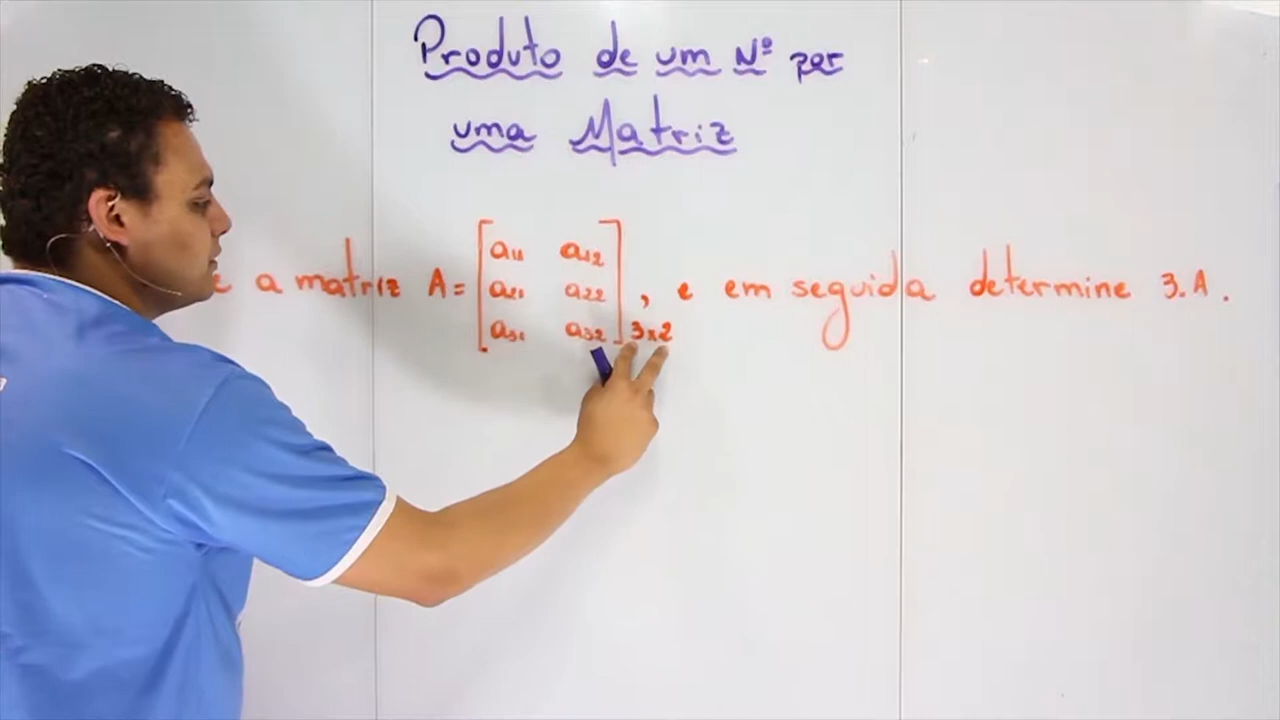 Produto de um Nº por
uma Matriz
a matriz A = [ a11 a12
a21 a22
a31 a32 ] 3x2 , e em seguida determine 3.A.